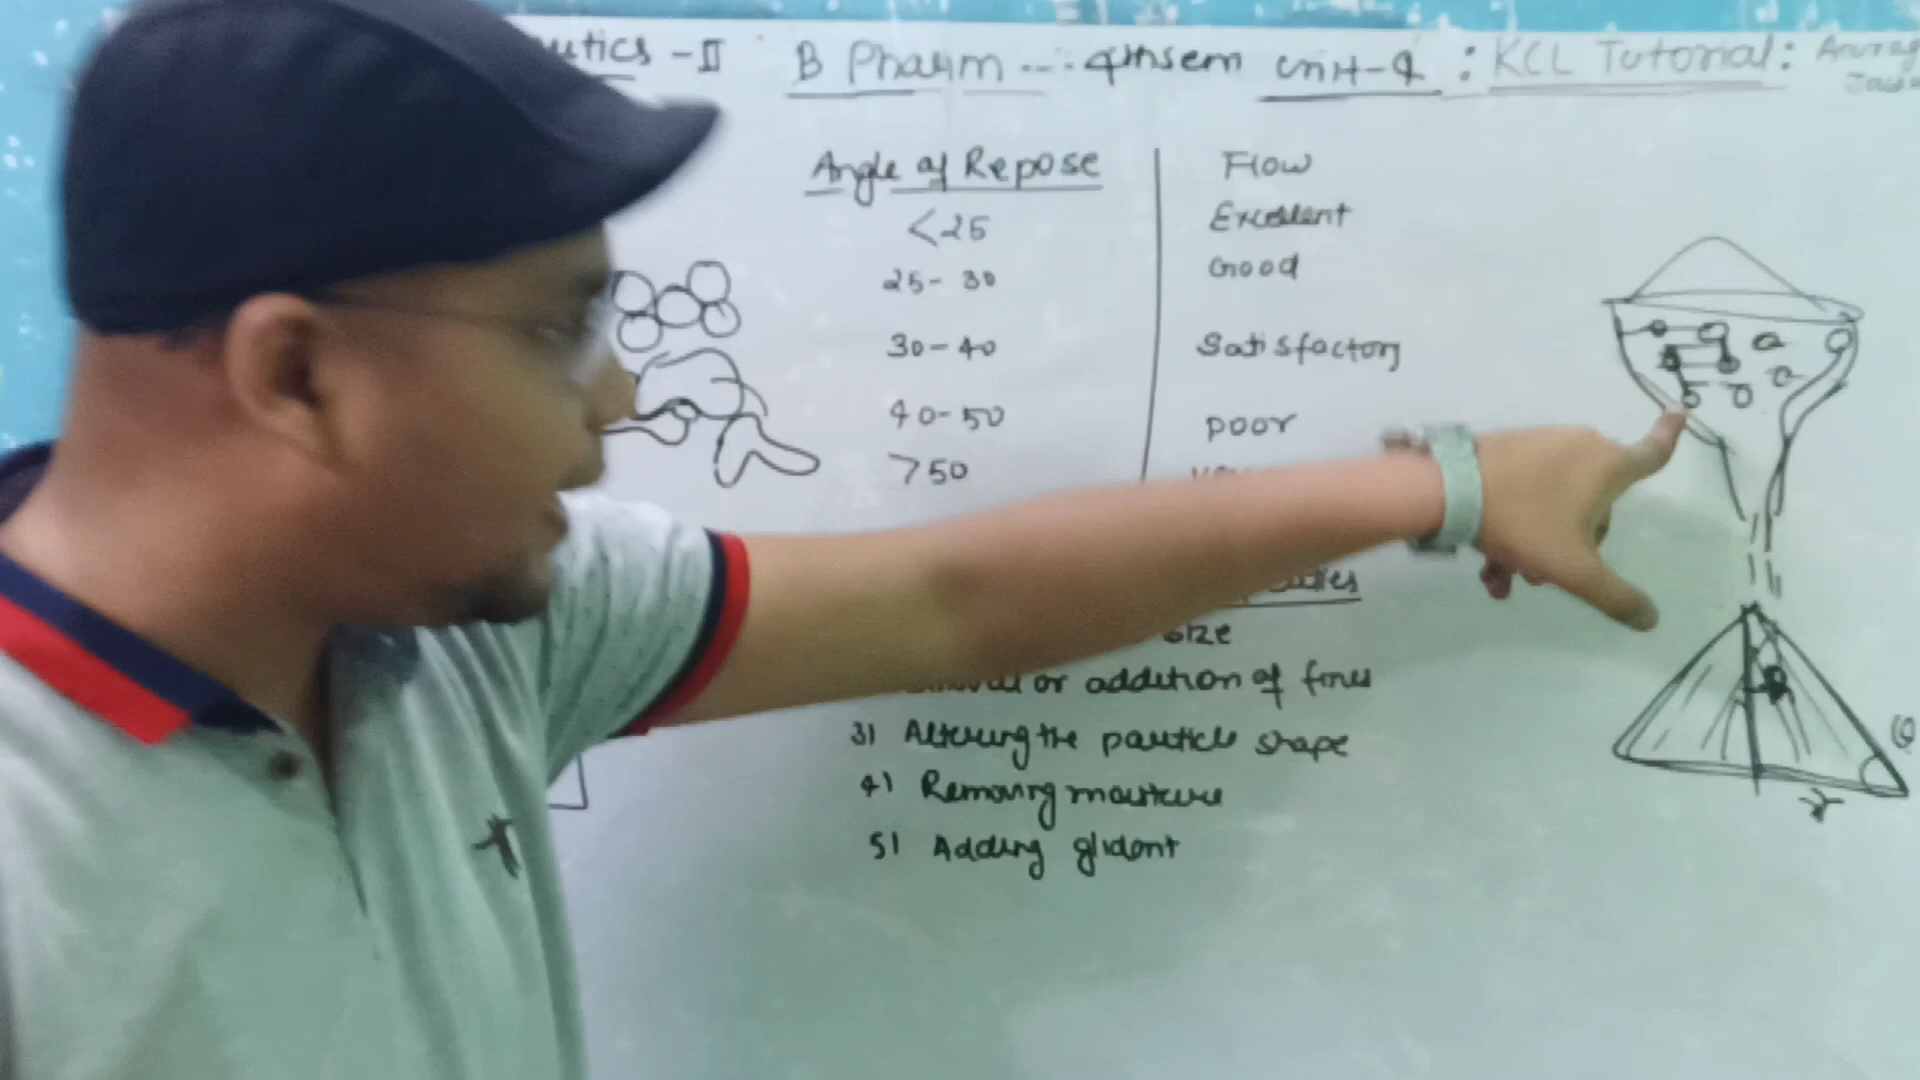 utics - II B Pharm ... 4th sem unit - 4 : KCL Tutorial :
Angle of Repose Flow
<25 Excellent
25 - 30 Good
30 - 40 Satisfactory
40 - 50 poor
>50
size
or addition of fines
3) Altering the particle shape
4) Removing moisture
5) Adding glidant
r